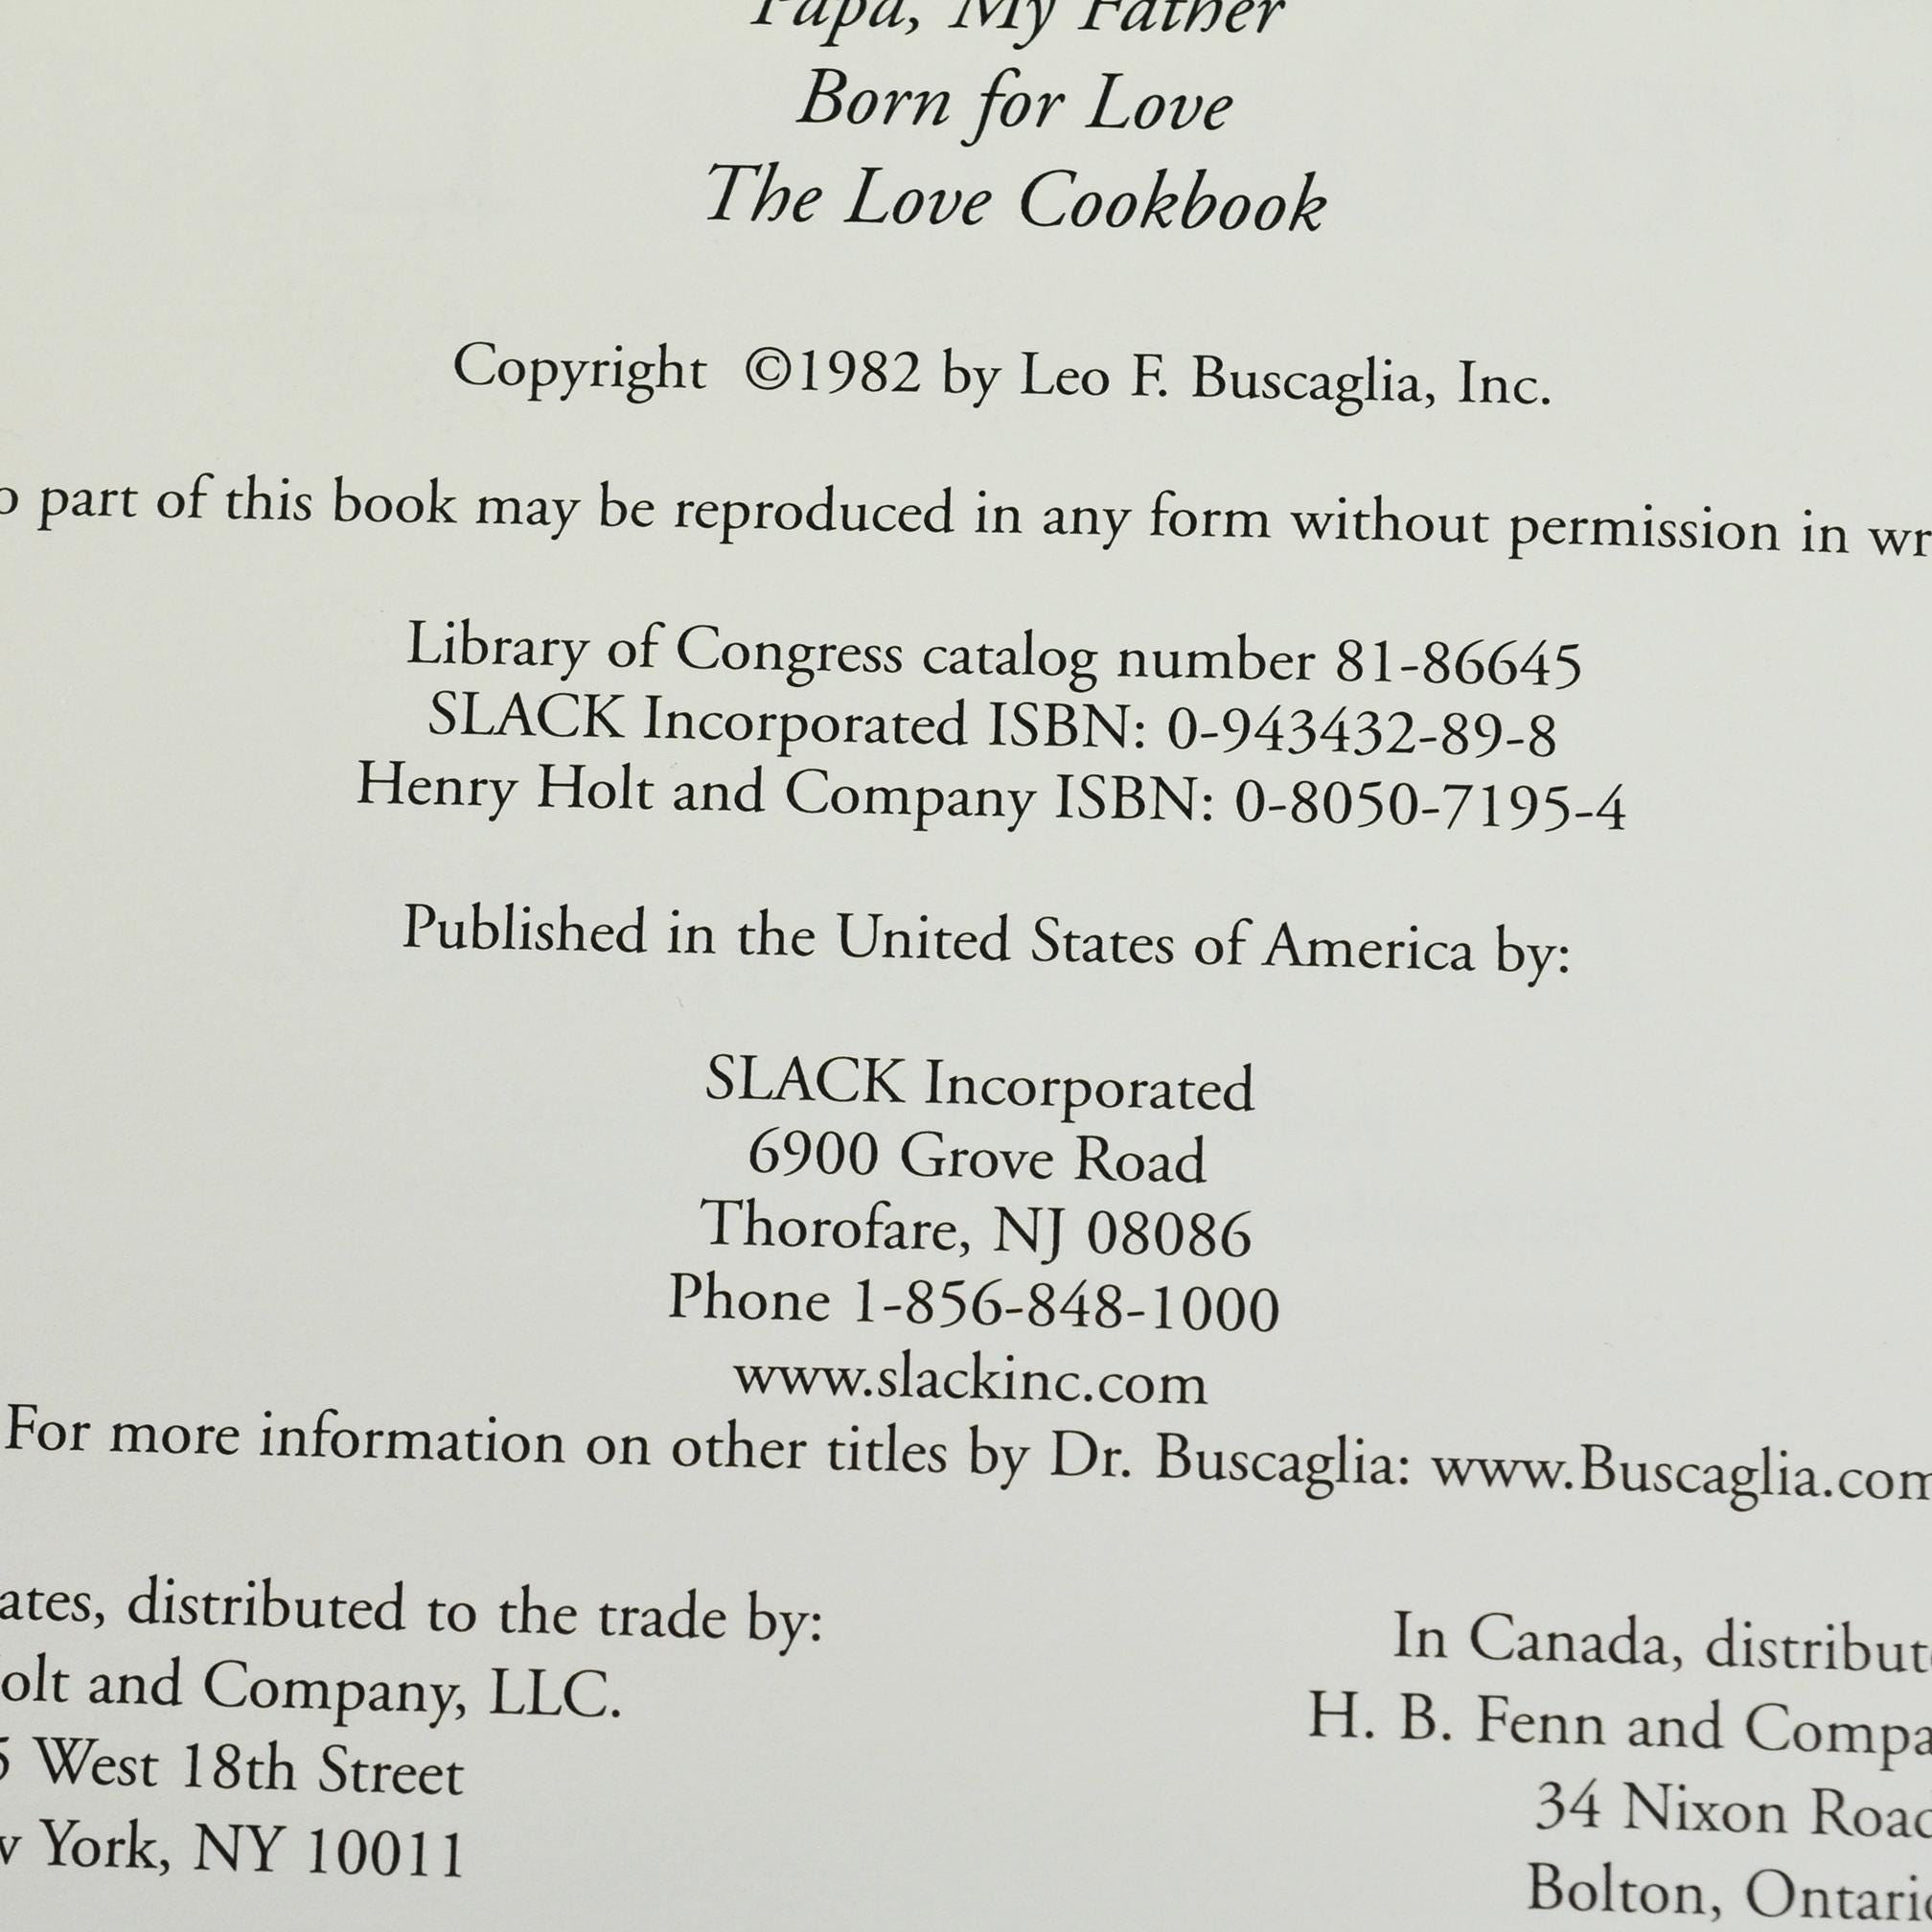 Papa, My Father
Born for Love
The Love Cookbook
Copyright ©1982 by Leo F. Buscaglia, Inc.
part of this book may be reproduced in any form without permission in
Library of Congress catalog number 81-86645
SLACK Incorporated ISBN: 0-943432-89-8
Henry Holt and Company ISBN: 0-8050-7195-4
Published in the United States of America by:
SLACK Incorporated
6900 Grove Road
Thorofare, NJ 08086
Phone 1-856-848-1000
www.slackinc.com
For more information on other titles by Dr. Buscaglia: www.Buscaglia.com
ates, distributed to the trade by:
olt and Company, LLC.
West 18th Street
York, NY 10011
In Canada, distribut
H. B. Fenn and Compa
34 Nixon Road
Bolton, Ontario